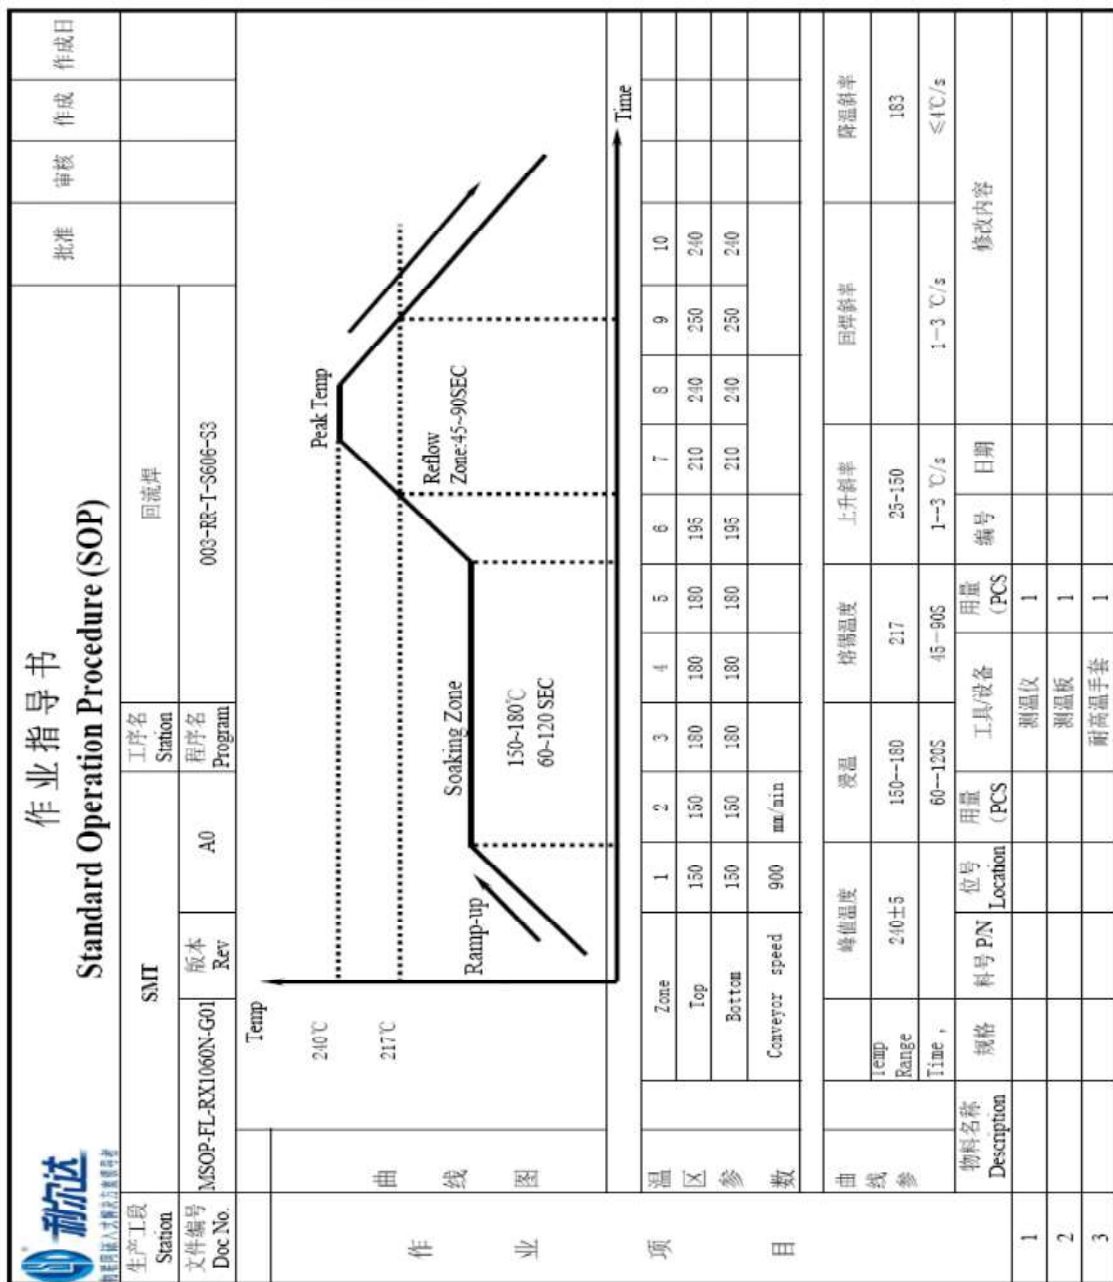 利尔达
作业指导书
Standard Operation Procedure(SOP)
批准 审核 作成 作成日
生产工段
Station
SMT
工序名
Station
回流焊
文件编号
Doc No.
MSOP-FL-RX1060N-G01
版本
Rev
A0
程序名
Program
003-RR-T-S606-S3
作业项目
曲线图
Temp
240℃
217℃
Ramp-up
Soaking Zone
150~180℃
60~120 SEC
Reflow
Zone:45~90SEC
Peak Temp
Time
温区参数
Zone 1 2 3 4 5 6 7 8 9 10
Top 150 150 180 180 180 195 210 240 250 240
Bottom 150 150 180 180 180 195 210 240 250 240
Conveyor speed 900 mm/min
曲线参
峰值温度 浸温 熔锡温度 上升斜率 回焊斜率 降温斜率
Temp
Range
240±5 150--180 217 25-150 183
Time , 60--120S 45-90S 1--3 ℃/s 1-3 ℃/s ≤4℃/s
物料名称
Description
规格
料号 P/N
位号
Location
用量
(PCS
工具/设备
用量
(PCS
编号
日期
修改内容
1 测温仪 1
2 测温板 1
3 耐高温手套 1